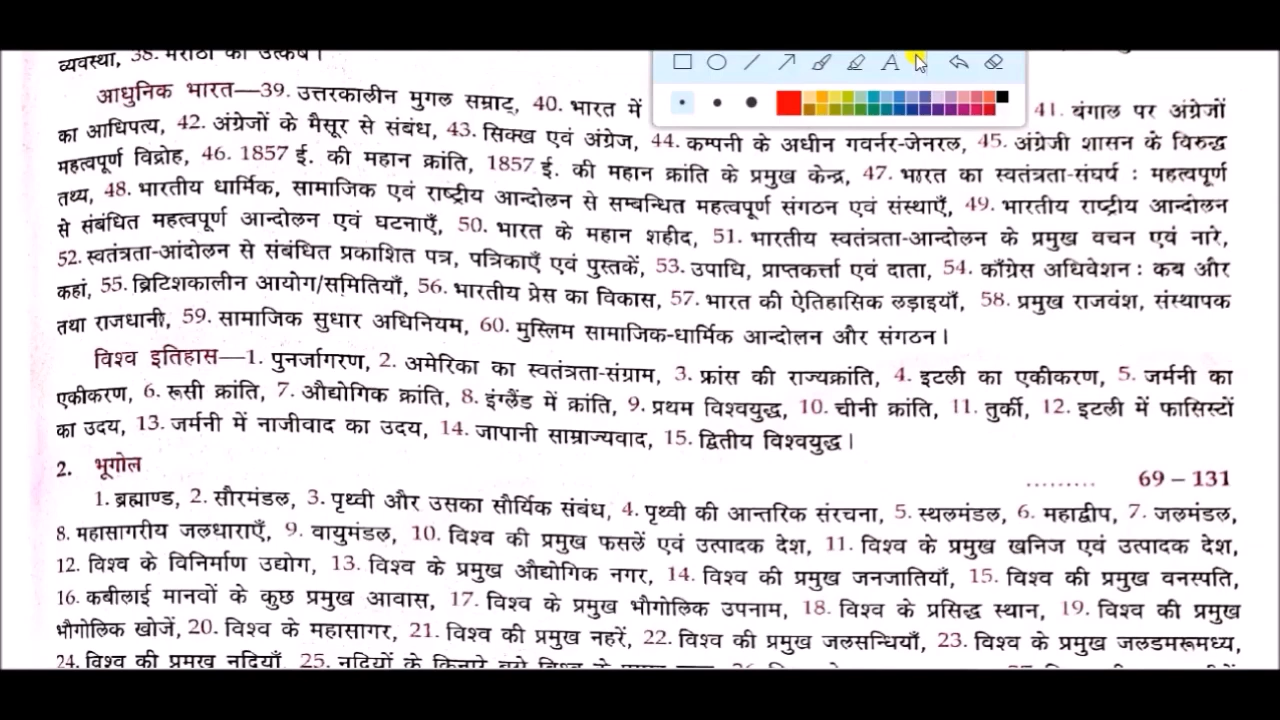 व्यवस्था, 38. मराठों का उत्कर्ष।
आधुनिक भारत—39. उत्तरकालीन मुगल सम्राट्, 40. भारत में 41. बंगाल पर अंग्रेजों
का आधिपत्य, 42. अंग्रेजों के मैसूर से संबंध, 43. सिक्ख एवं अंग्रेज, 44. कम्पनी के अधीन गवर्नर-जेनरल, 45. अंग्रेजी शासन के विरुद्ध
महत्वपूर्ण विद्रोह, 46. 1857 ई. की महान क्रांति, 1857 ई. की महान क्रांति के प्रमुख केन्द्र, 47. भारत का स्वतंत्रता-संघर्ष : महत्वपूर्ण
तथ्य, 48. भारतीय धार्मिक, सामाजिक एवं राष्ट्रीय आन्दोलन से सम्बन्धित महत्वपूर्ण संगठन एवं संस्थाएँ, 49. भारतीय राष्ट्रीय आन्दोलन
से संबंधित महत्वपूर्ण आन्दोलन एवं घटनाएँ, 50. भारत के महान शहीद, 51. भारतीय स्वतंत्रता-आन्दोलन के प्रमुख वचन एवं नारे,
52. स्वतंत्रता-आंदोलन से संबंधित प्रकाशित पत्र, पत्रिकाएँ एवं पुस्तकें, 53. उपाधि, प्राप्तकर्त्ता एवं दाता, 54. काँग्रेस अधिवेशन : कब और
कहां, 55. ब्रिटिशकालीन आयोग/समितियाँ, 56. भारतीय प्रेस का विकास, 57. भारत की ऐतिहासिक लड़ाइयाँ, 58. प्रमुख राजवंश, संस्थापक
तथा राजधानी, 59. सामाजिक सुधार अधिनियम, 60. मुस्लिम सामाजिक-धार्मिक आन्दोलन और संगठन।
विश्व इतिहास—1. पुनर्जागरण, 2. अमेरिका का स्वतंत्रता-संग्राम, 3. फ्रांस की राज्यक्रांति, 4. इटली का एकीकरण, 5. जर्मनी का
एकीकरण, 6. रूसी क्रांति, 7. औद्योगिक क्रांति, 8. इंग्लैंड में क्रांति, 9. प्रथम विश्वयुद्ध, 10. चीनी क्रांति, 11. तुर्की, 12. इटली में फासिस्टों
का उदय, 13. जर्मनी में नाजीवाद का उदय, 14. जापानी साम्राज्यवाद, 15. द्वितीय विश्वयुद्ध।
2. भूगोल ......... 69 – 131
1. ब्रह्माण्ड, 2. सौरमंडल, 3. पृथ्वी और उसका सौर्यिक संबंध, 4. पृथ्वी की आन्तरिक संरचना, 5. स्थलमंडल, 6. महाद्वीप, 7. जलमंडल,
8. महासागरीय जलधाराएँ, 9. वायुमंडल, 10. विश्व की प्रमुख फसलें एवं उत्पादक देश, 11. विश्व के प्रमुख खनिज एवं उत्पादक देश,
12. विश्व के विनिर्माण उद्योग, 13. विश्व के प्रमुख औद्योगिक नगर, 14. विश्व की प्रमुख जनजातियाँ, 15. विश्व की प्रमुख वनस्पति,
16. कबीलाई मानवों के कुछ प्रमुख आवास, 17. विश्व के प्रमुख भौगोलिक उपनाम, 18. विश्व के प्रसिद्ध स्थान, 19. विश्व की प्रमुख
भौगोलिक खोजें, 20. विश्व के महासागर, 21. विश्व की प्रमुख नहरें, 22. विश्व की प्रमुख जलसन्धियाँ, 23. विश्व के प्रमुख जलडमरूमध्य,
24. विश्व की प्रमुख नदियाँ, 25. नदियों के किनारे बसे विश्व के